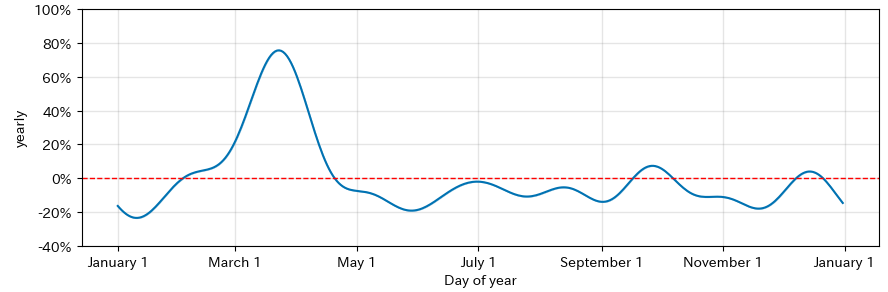 100%
80%
60%
40%
20%
0%
-20%
-40%
yearly
January 1 March 1 May 1 July 1 September 1 November 1 January 1
Day of year